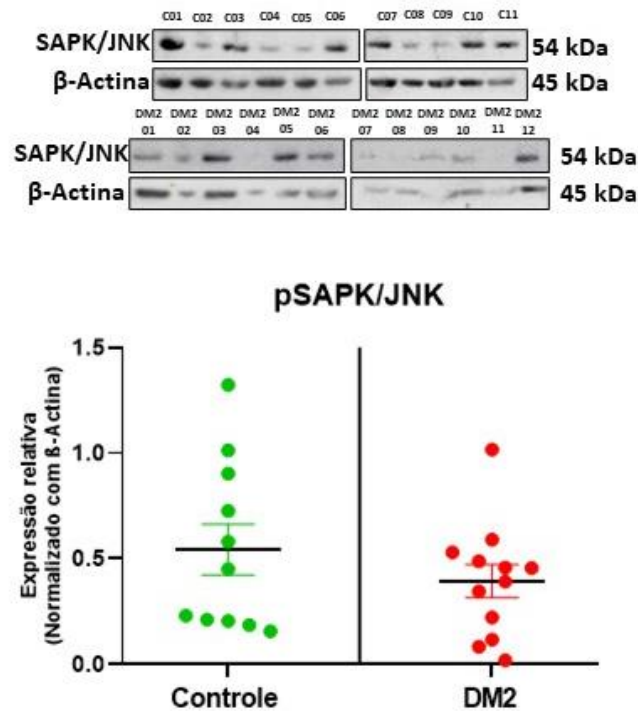 C01 C02 C03 C04 C05 C06 C07 C08 C09 C10 C11
SAPK/JNK 54 kDa
β-Actina 45 kDa
DM2 DM2 DM2 DM2 DM2 DM2 DM2 DM2 DM2 DM2 DM2 DM2
01 02 03 04 05 06 07 08 09 10 11 12
SAPK/JNK 54 kDa
β-Actina 45 kDa
pSAPK/JNK
Expressão relativa
(Normalizado com ß-Actina)
1.5
1.0
0.5
0.0
Controle DM2